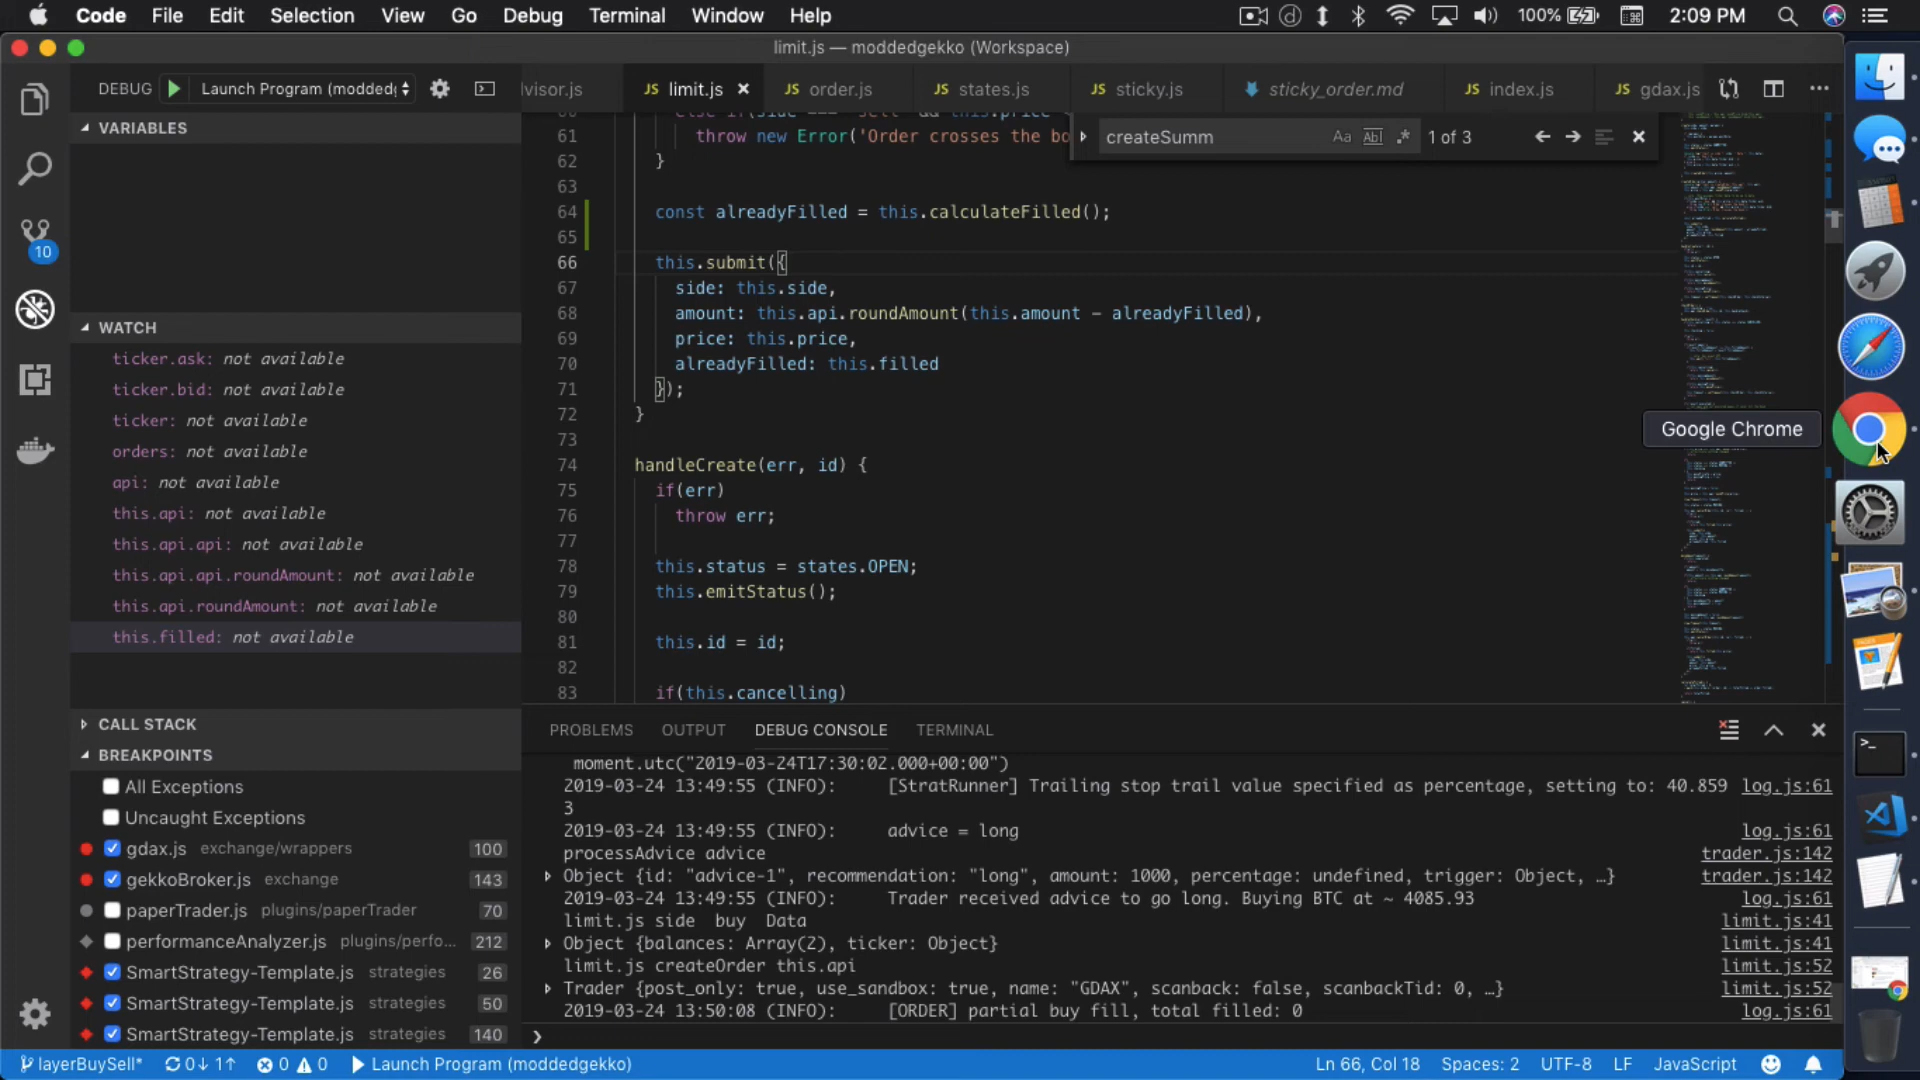 Code File Edit Selection View Go Debug Terminal Window Help 100% 2:09 PM
limit.js — moddedgekko (Workspace)
DEBUG Launch Program (moddedg
lvisor.js JS limit.js JS order.js JS states.js JS sticky.js sticky_order.md JS index.js JS gdax.js
createSumm Aa Abl .* 1 of 3
VARIABLES
WATCH
ticker.ask: not available
ticker.bid: not available
ticker: not available
orders: not available
api: not available
this.api: not available
this.api.api: not available
this.api.api.roundAmount: not available
this.api.roundAmount: not available
this.filled: not available
CALL STACK
BREAKPOINTS
All Exceptions
Uncaught Exceptions
gdax.js exchange/wrappers 100
gekkoBroker.js exchange 143
paperTrader.js plugins/paperTrader 70
performanceAnalyzer.js plugins/perfo... 212
SmartStrategy-Template.js strategies 26
SmartStrategy-Template.js strategies 50
SmartStrategy-Template.js strategies 140
10
61 throw new Error('Order crosses the bo
62 }
63
64 const alreadyFilled = this.calculateFilled();
65
66 this.submit({
67 side: this.side,
68 amount: this.api.roundAmount(this.amount - alreadyFilled),
69 price: this.price,
70 alreadyFilled: this.filled
71 });
72 }
73
74 handleCreate(err, id) {
75 if(err)
76 throw err;
77
78 this.status = states.OPEN;
79 this.emitStatus();
80
81 this.id = id;
82
83 if(this.cancelling)
Google Chrome
PROBLEMS OUTPUT DEBUG CONSOLE TERMINAL
moment.utc("2019-03-24T17:30:02.000+00:00")
2019-03-24 13:49:55 (INFO): [StratRunner] Trailing stop trail value specified as percentage, setting to: 40.859 log.js:61
3
2019-03-24 13:49:55 (INFO): advice = long log.js:61
processAdvice advice trader.js:142
Object {id: "advice-1", recommendation: "long", amount: 1000, percentage: undefined, trigger: Object, …} trader.js:142
2019-03-24 13:49:55 (INFO): Trader received advice to go long. Buying BTC at ~ 4085.93 log.js:61
limit.js side buy Data limit.js:41
Object {balances: Array(2), ticker: Object} limit.js:41
limit.js createOrder this.api limit.js:52
Trader {post_only: true, use_sandbox: true, name: "GDAX", scanback: false, scanbackTid: 0, …} limit.js:52
2019-03-24 13:50:08 (INFO): [ORDER] partial buy fill, total filled: 0 log.js:61
layerBuySell* 0↓ 1↑ 0 0 Launch Program (moddedgekko) Ln 66, Col 18 Spaces: 2 UTF-8 LF JavaScript